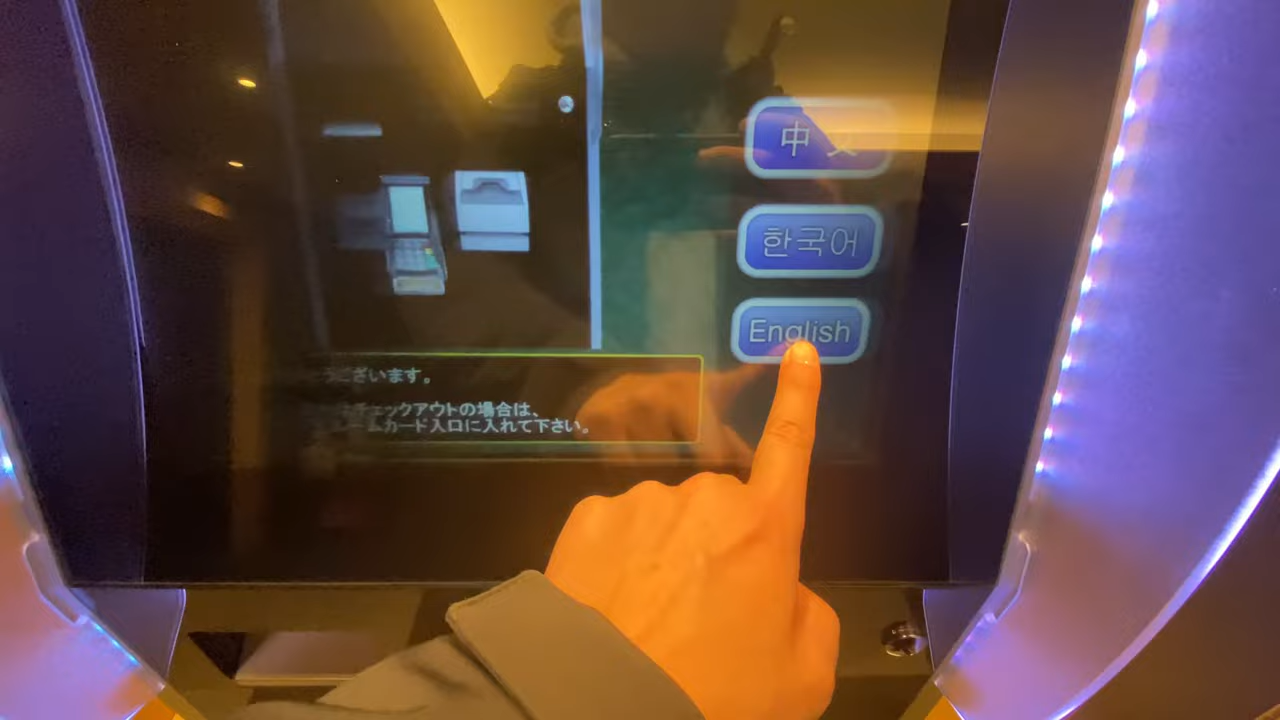 中文
한국어
English
ございます。
チェックアウトの場合は、
カード入口に入れて下さい。